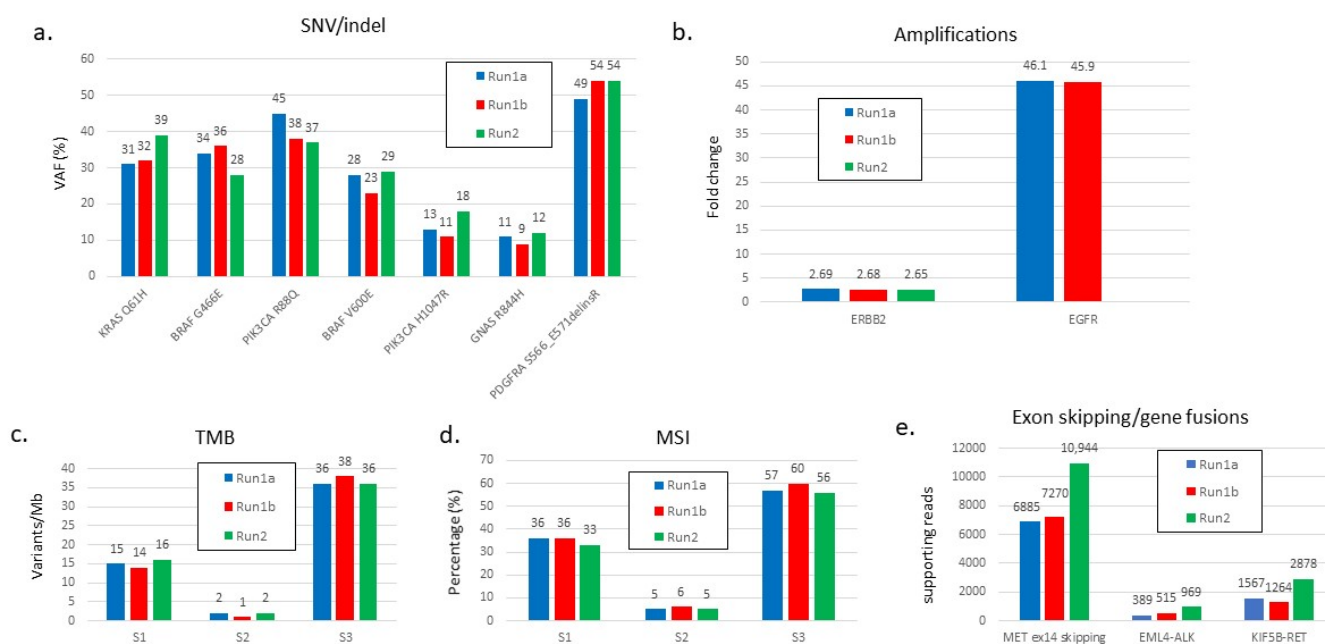 a.
SNV/indel
VAF (%)
60
50
40
30
20
10
0
Run1a
Run1b
Run2
31 32 39
34 36 28
45 38 37
28 23 29
13 11 18
11 9 12
49 54 54
KRAS Q61H
BRAF G466E
PIK3CA R88Q
BRAF V600E
PIK3CA H1047R
GNAS R844H
PDGFRA S566_E571delinsR
b.
Amplifications
Fold change
50
45
40
35
30
25
20
15
10
5
0
Run1a
Run1b
Run2
2.69 2.68 2.65
46.1 45.9
ERBB2 EGFR
c.
TMB
Variants/Mb
40
35
30
25
20
15
10
5
0
Run1a
Run1b
Run2
15 14 16
2 1 2
36 38 36
S1 S2 S3
d.
MSI
Percentage (%)
70
60
50
40
30
20
10
0
Run1a
Run1b
Run2
36 36 33
5 6 5
57 60 56
S1 S2 S3
e.
Exon skipping/gene fusions
supporting reads
12000
10000
8000
6000
4000
2000
0
Run1a
Run1b
Run2
6885 7270 10,944
389 515 969
1567 1264 2878
MET ex14 skipping EML4-ALK KIF5B-RET